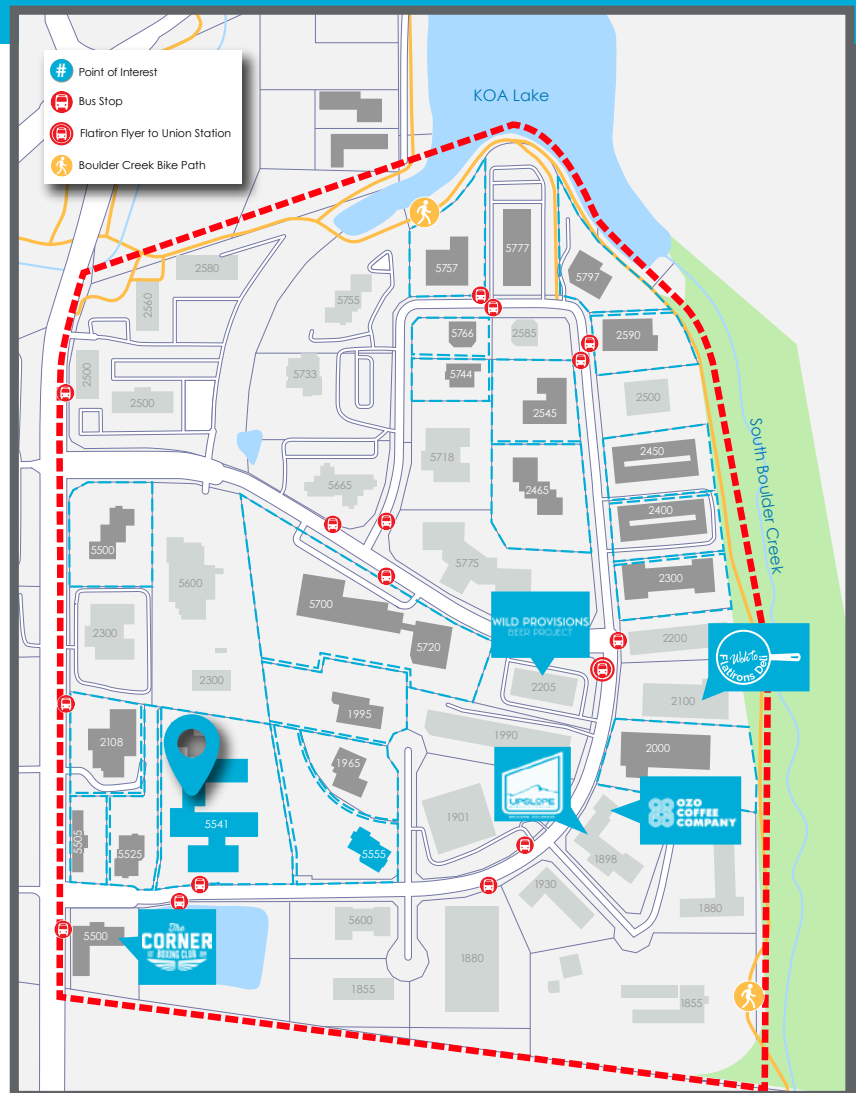 #
Point of Interest
Bus Stop
Flatiron Flyer to Union Station
Boulder Creek Bike Path
KOA Lake
2580
2560
5755
5757
5777
5797
2500
2500
5733
5766
2585
2590
5744
2545
2500
5718
5665
2465
2450
2400
5500
5600
5775
2300
2300
5700
5720
WILD PROVISIONS
BEER PROJECT
2200
South Boulder Creek
2300
2205
2100
Wok to
Flatirons Deli
1995
1990
2108
1965
2000
UPSLOPE
OZO
COFFEE
COMPANY
1901
5541
5505
5525
5555
1898
1930
1880
5500
The
CORNER
BOXING CLUB
5600
1880
1855
1855